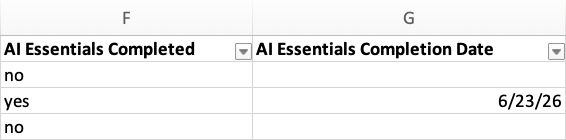 F G
AI Essentials Completed AI Essentials Completion Date
no
yes 6/23/26
no